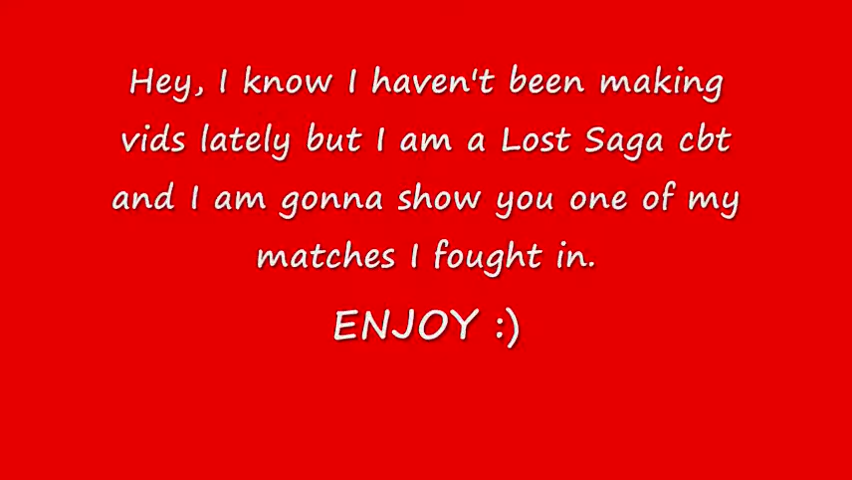 Hey, I know I haven't been making
vids lately but I am a Lost Saga cbt
and I am gonna show you one of my
matches I fought in.
ENJOY :)